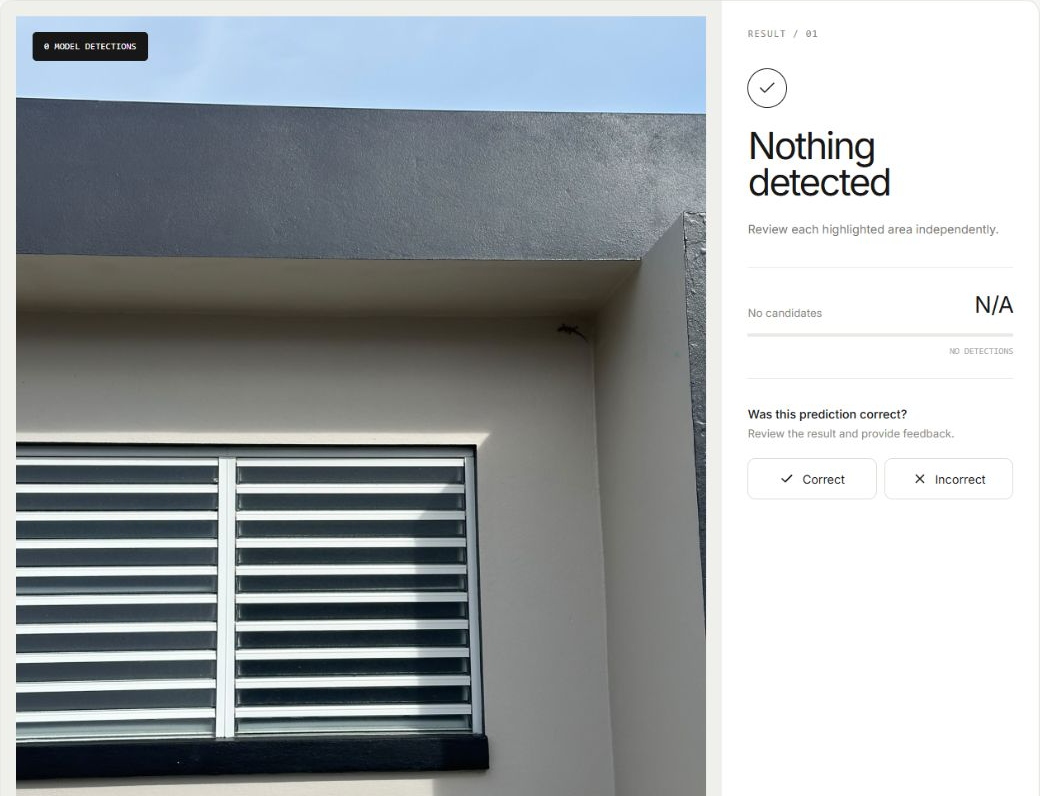 0 MODEL DETECTIONS
RESULT / 01
Nothing
detected
Review each highlighted area independently.
No candidates
N/A
NO DETECTIONS
Was this prediction correct?
Review the result and provide feedback.
Correct
Incorrect